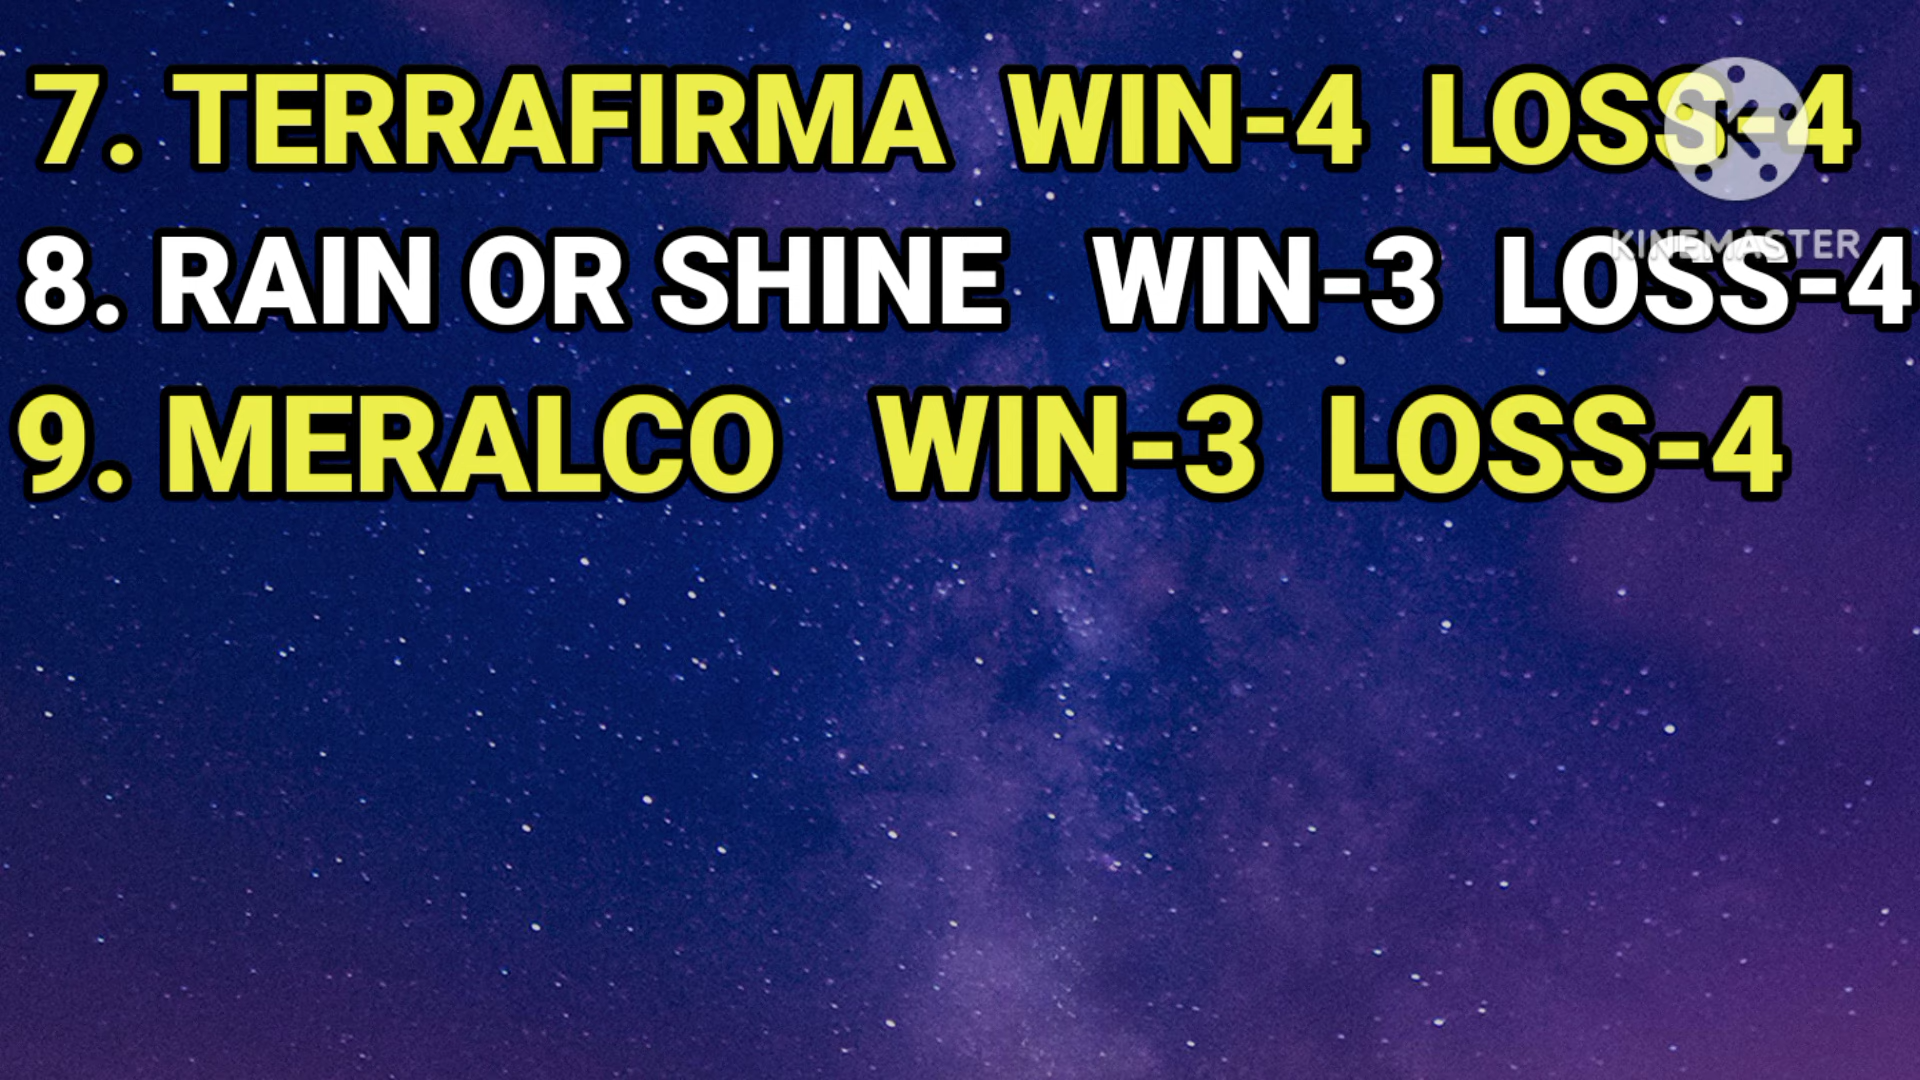 7. TERRAFIRMA WIN-4 LOSS-4
KINEMASTER
8. RAIN OR SHINE WIN-3 LOSS-4
9. MERALCO WIN-3 LOSS-4